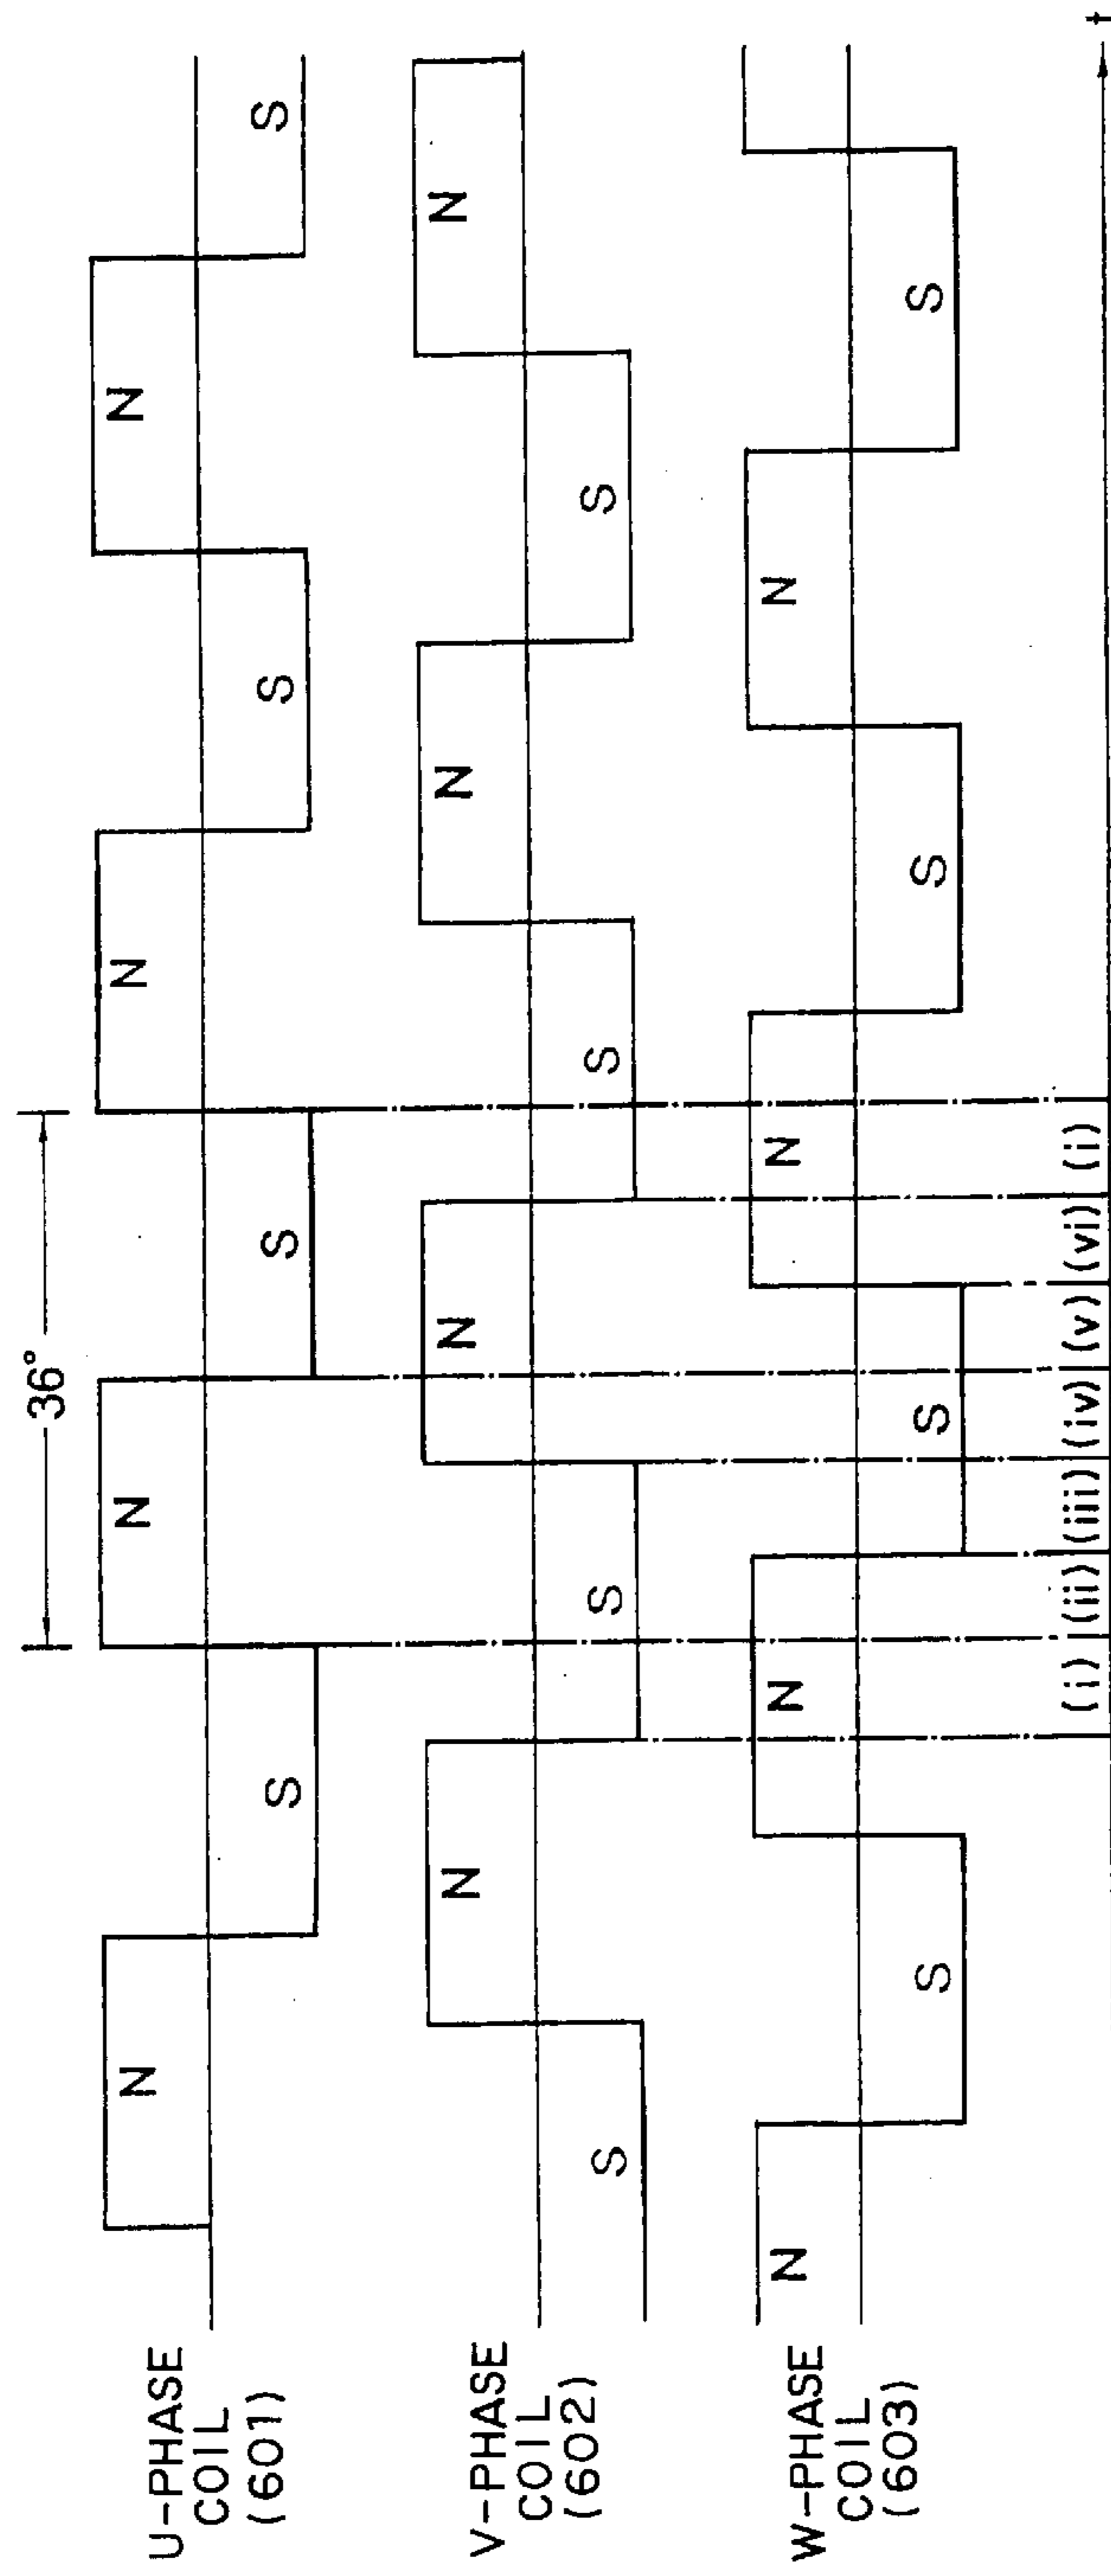 36°
U-PHASE
COIL
(601)
N S N S N S N S
V-PHASE
COIL
(602)
S N S N S N S N
W-PHASE
COIL
(603)
N S N S N S N S
(i) (ii) (iii) (iv) (v) (vi) (i)
t